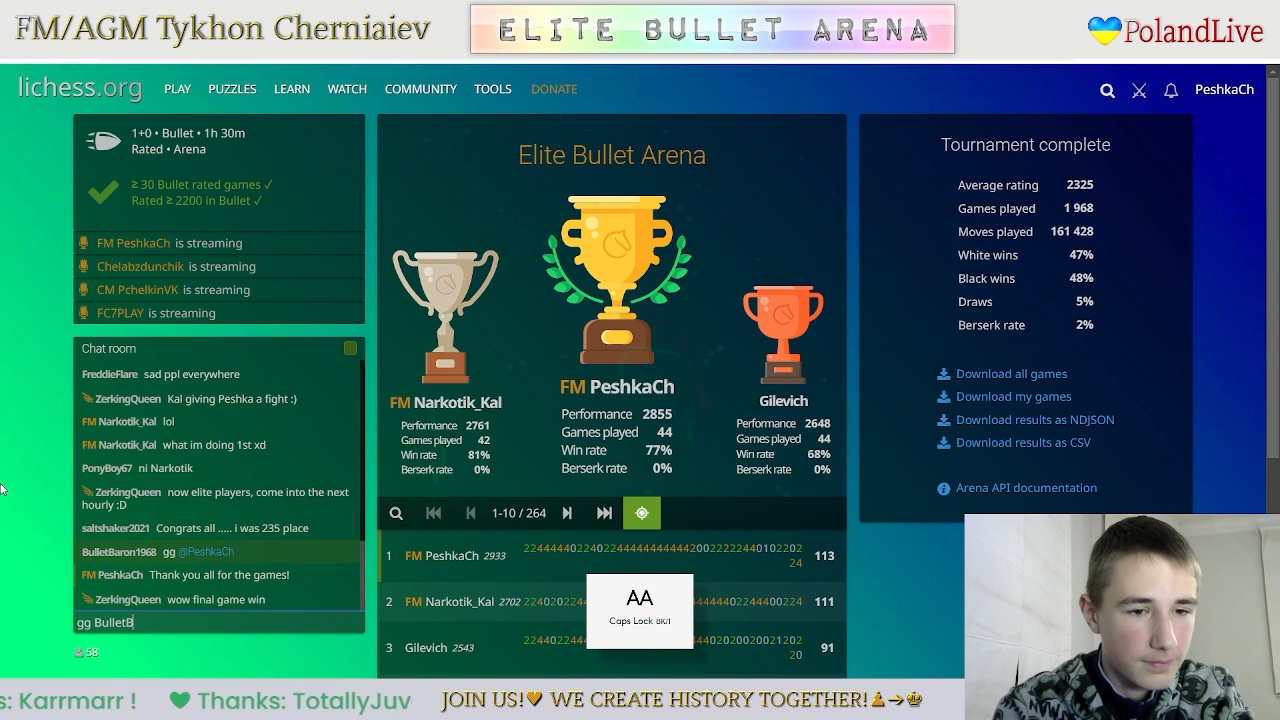 FM/AGM Tykhon Cherniaiev
ELITE BULLET ARENA
PolandLive
lichess.org
PLAY PUZZLES LEARN WATCH COMMUNITY TOOLS DONATE
PeshkaCh
1+0 • Bullet • 1h 30m
Rated • Arena
≥ 30 Bullet rated games ✓
Rated ≥ 2200 in Bullet ✓
FM PeshkaCh is streaming
Chelabzdunchik is streaming
CM PchelkinVK is streaming
FC7PLAY is streaming
Chat room
FreddieFlare sad ppl everywhere
ZerkingQueen Kal giving Peshka a fight :)
FM Narkotik_Kal lol
FM Narkotik_Kal what im doing 1st xd
PonyBoy67 ni Narkotik
ZerkingQueen now elite players, come into the next
hourly :D
saltshaker2021 Congrats all ..... i was 235 place
BulletBaron1968 gg @PeshkaCh
FM PeshkaCh Thank you all for the games!
ZerkingQueen wow final game win
gg BulletB
58
Elite Bullet Arena
FM Narkotik_Kal
Performance 2761
Games played 42
Win rate 81%
Berserk rate 0%
FM PeshkaCh
Performance 2855
Games played 44
Win rate 77%
Berserk rate 0%
Gilevich
Performance 2648
Games played 44
Win rate 68%
Berserk rate 0%
1-10 / 264
1 FM PeshkaCh 2933 113
24
2 FM Narkotik_Kal 2702 111
3 Gilevich 2543 91
20
AA
Caps Lock ВКЛ
Tournament complete
Average rating 2325
Games played 1 968
Moves played 161 428
White wins 47%
Black wins 48%
Draws 5%
Berserk rate 2%
Download all games
Download my games
Download results as NDJSON
Download results as CSV
Arena API documentation
s: Karrmarr ! Thanks: TotallyJuv
JOIN US! WE CREATE HISTORY TOGETHER!